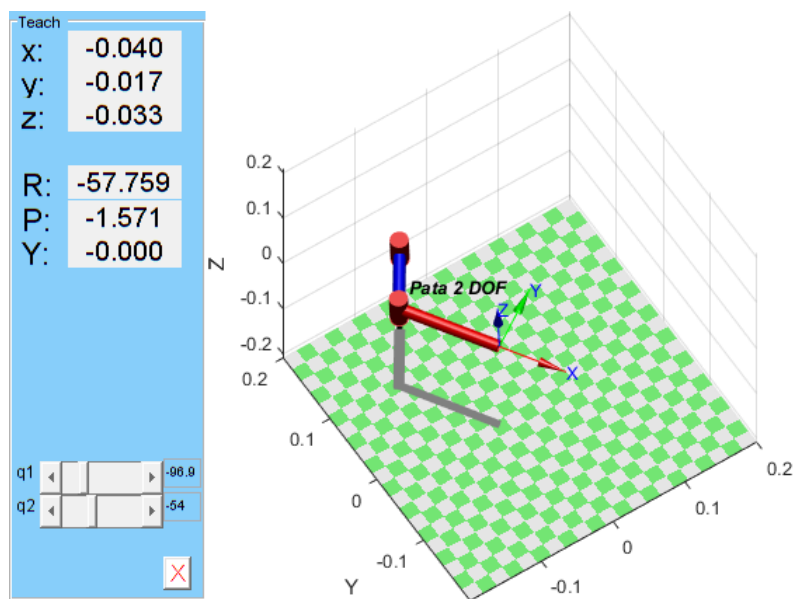 Teach
x: -0.040
y: -0.017
z: -0.033
R: -57.759
P: -1.571
Y: -0.000
q1 -96.9
q2 -54
X
0.2
0.1
0
-0.1
-0.2
Z
Pata 2 DOF
Y
Z
X
0.2
0.1
0
-0.1
Y
0.2
0.1
0
-0.1